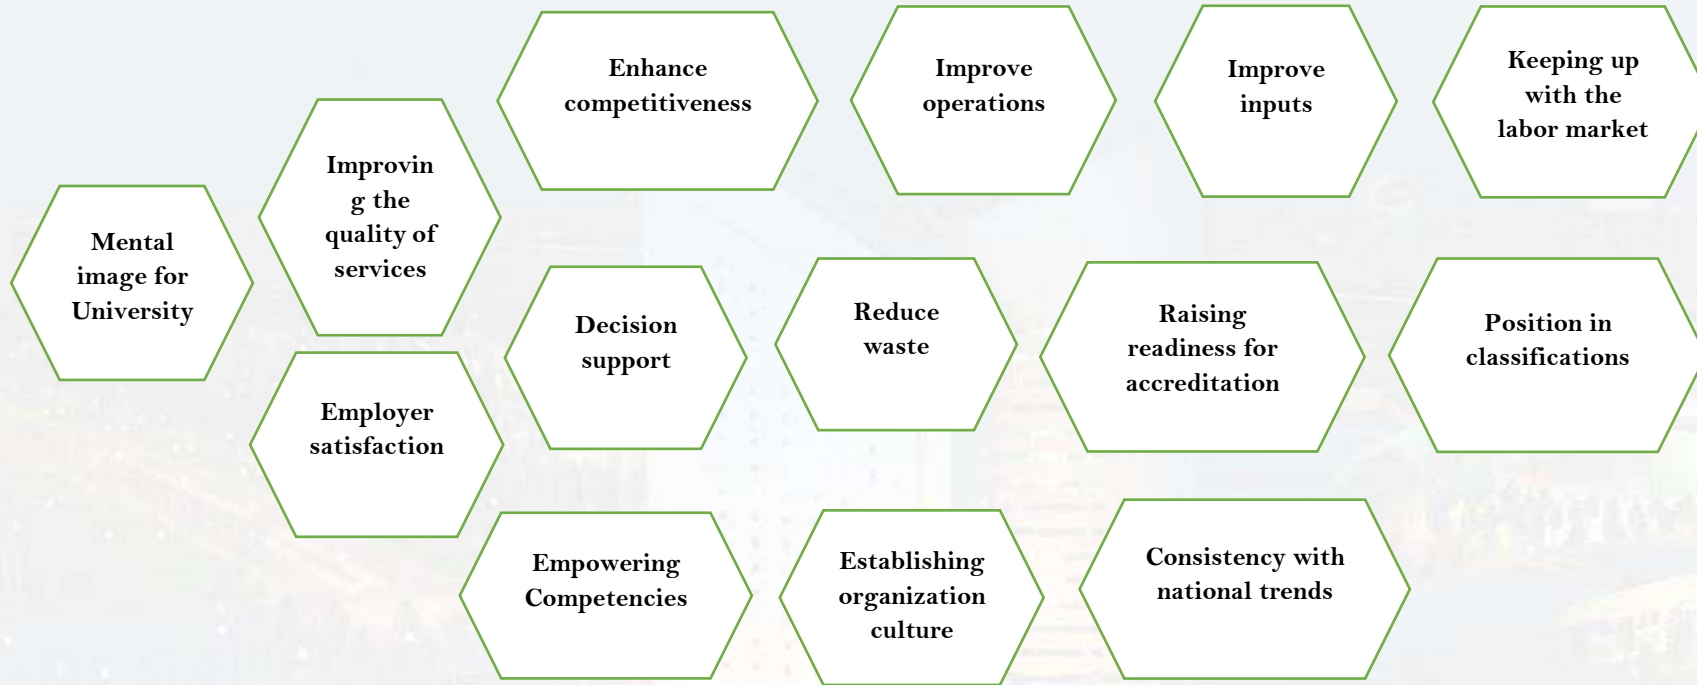 Enhance
competitiveness
Improve
operations
Improve
inputs
Keeping up
with the
labor market
Improvin
g the
quality of
services
Mental
image for
University
Decision
support
Reduce
waste
Raising
readiness for
accreditation
Position in
classifications
Employer
satisfaction
Empowering
Competencies
Establishing
organization
culture
Consistency with
national trends